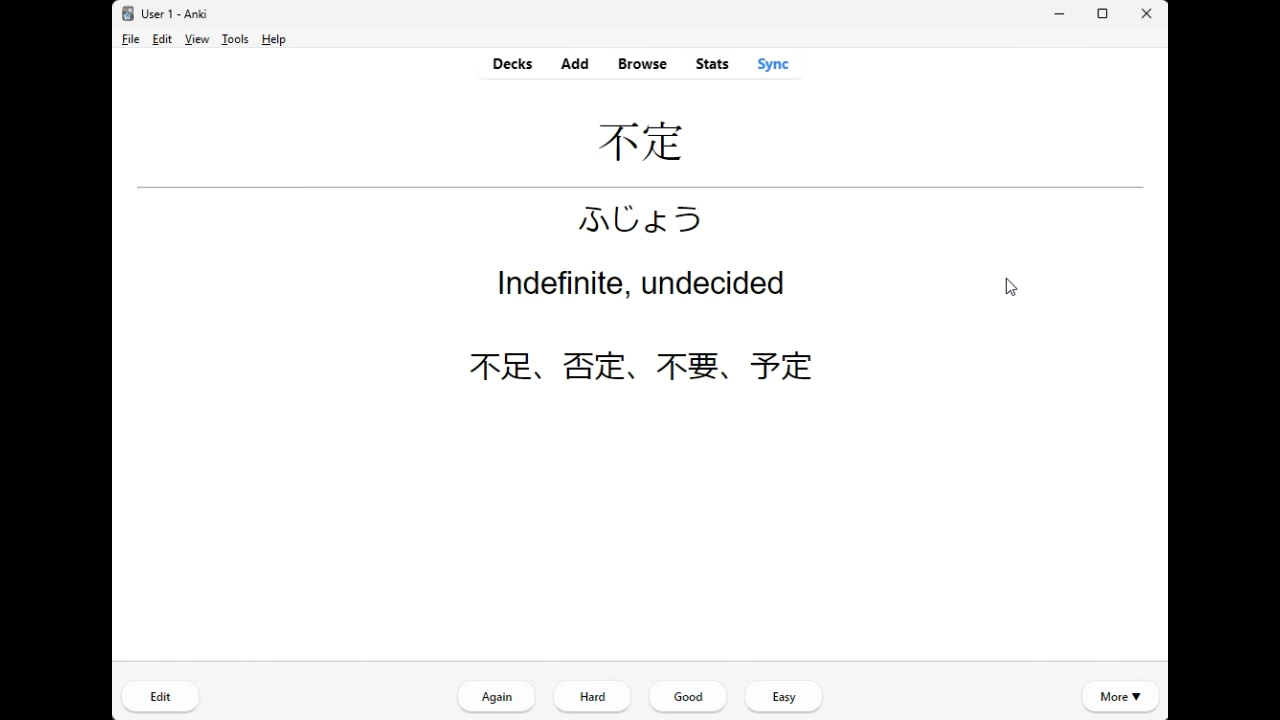 User 1 - Anki
File Edit View Tools Help
Decks Add Browse Stats Sync
不定
ふじょう
Indefinite, undecided
不足、否定、不要、予定
Edit Again Hard Good Easy More ▼